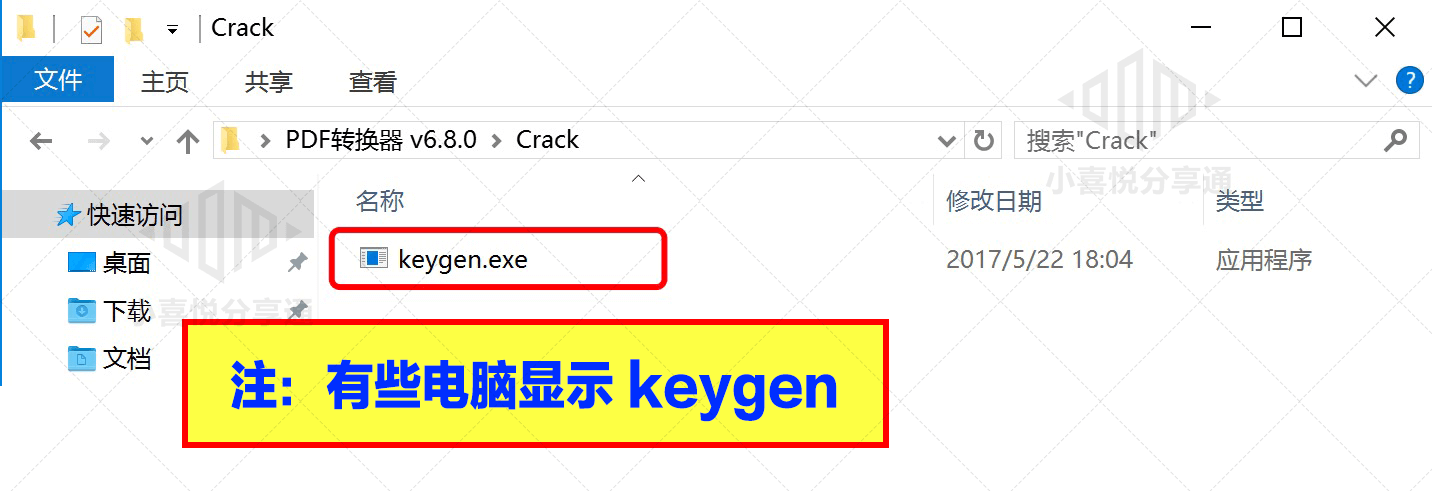 Crack
文件 主页 共享 查看 ?
PDF转换器 v6.8.0 Crack 搜索"Crack"
小喜悦分享通
名称 修改日期 类型
快速访问
keygen.exe 2017/5/22 18:04 应用程序
桌面
下载
小喜悦分享通
文档
注：有些电脑显示 keygen